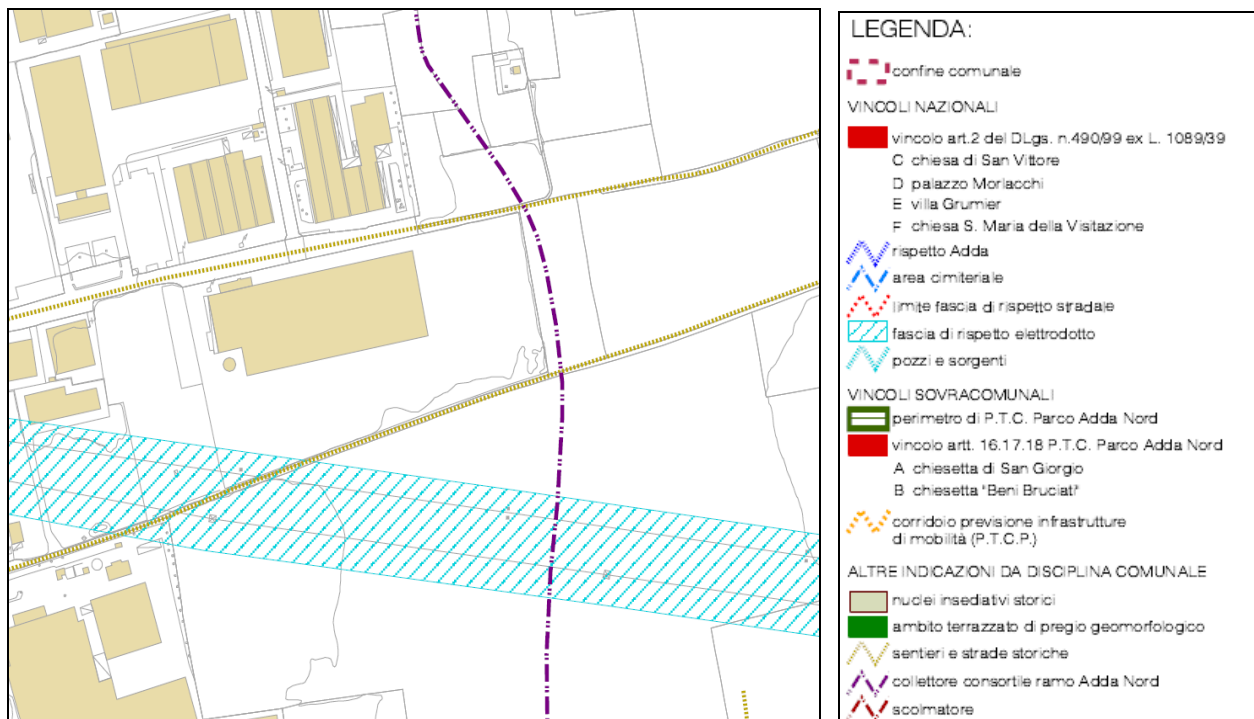 LEGENDA:
confine comunale
VINCOLI NAZIONALI
vincolo art.2 del DLgs. n.490/99 ex L. 1089/39
C chiesa di San Vittore
D palazzo Morlacchi
E villa Grumier
F chiesa S. Maria della Visitazione
rispetto Adda
area cimiteriale
limite fascia di rispetto stradale
fascia di rispetto elettrodotto
pozzi e sorgenti
VINCOLI SOVRACOMUNALI
perimetro di P.T.C. Parco Adda Nord
vincolo artt. 16.17.18 P.T.C. Parco Adda Nord
A chiesetta di San Giorgio
B chiesetta "Beni Bruciati"
corridoio previsione infrastrutture
di mobilità (P.T.C.P.)
ALTRE INDICAZIONI DA DISCIPLINA COMUNALE
nuclei insediativi storici
ambito terrazzato di pregio geomorfologico
sentieri e strade storiche
collettore consortile ramo Adda Nord
scolmatore